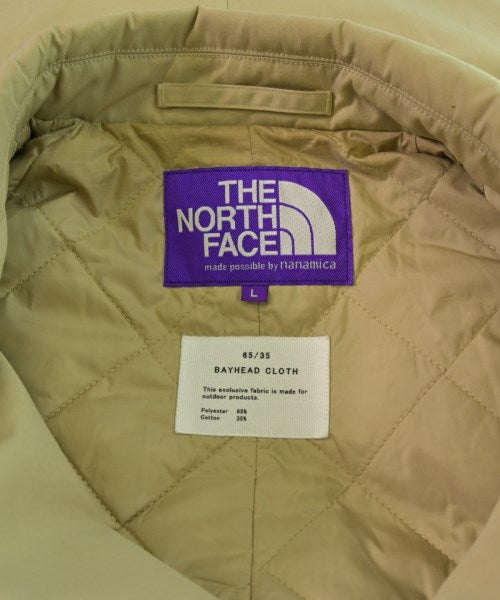 THE
NORTH
FACE
made possible by nanamica
L
65/35
BAYHEAD CLOTH
This exclusive fabric is made for
outdoor products.
Polyester 65%
Cotton 35%